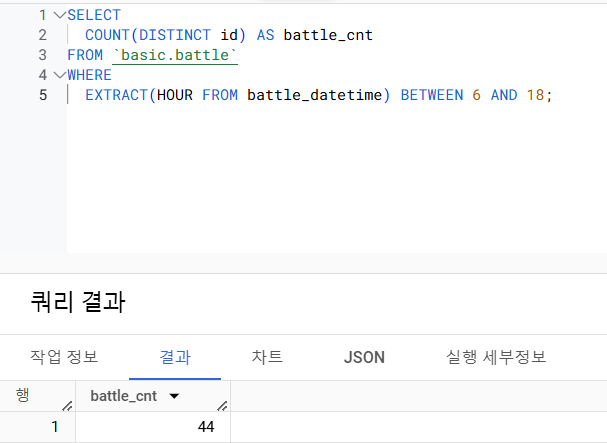 1 SELECT
2 COUNT(DISTINCT id) AS battle_cnt
3 FROM `basic.battle`
4 WHERE
5 EXTRACT(HOUR FROM battle_datetime) BETWEEN 6 AND 18;
쿼리 결과
작업 정보 결과 차트 JSON 실행 세부정보
행 battle_cnt
1 44